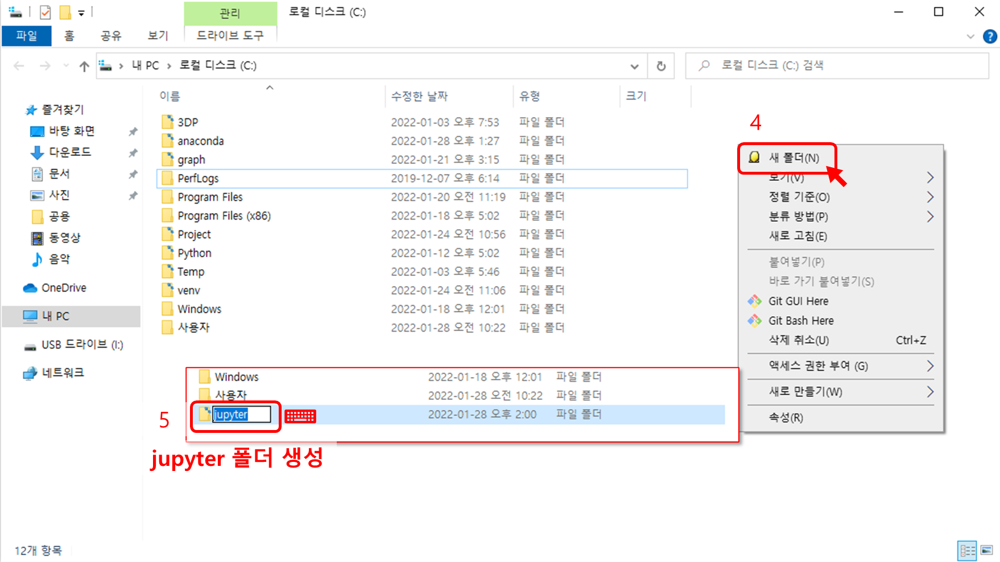 관리
로컬 디스크 (C:)
파일
홈
공유
보기
드라이브 도구
?
내 PC
로컬 디스크 (C:)
로컬 디스크 (C:) 검색
이름
수정한 날짜
유형
크기
즐겨찾기
바탕 화면
다운로드
문서
사진
공용
동영상
음악
OneDrive
내 PC
USB 드라이브 (I:)
네트워크
3DP 2022-01-03 오후 7:53 파일 폴더
anaconda 2022-01-28 오후 1:27 파일 폴더
graph 2022-01-21 오후 3:15 파일 폴더
PerfLogs 2019-12-07 오후 6:14 파일 폴더
Program Files 2022-01-20 오전 11:19 파일 폴더
Program Files (x86) 2022-01-18 오후 5:02 파일 폴더
Project 2022-01-24 오전 10:56 파일 폴더
Python 2022-01-12 오후 5:02 파일 폴더
Temp 2022-01-03 오후 5:46 파일 폴더
venv 2022-01-24 오전 11:06 파일 폴더
Windows 2022-01-18 오후 12:01 파일 폴더
사용자 2022-01-28 오전 10:22 파일 폴더
4
새 폴더(N)
보기(V)
정렬 기준(O)
분류 방법(P)
새로 고침(E)
붙여넣기(P)
바로 가기 붙여넣기(S)
Git GUI Here
Git Bash Here
삭제 취소(U) Ctrl+Z
액세스 권한 부여 (G)
새로 만들기(W)
속성(R)
Windows 2022-01-18 오후 12:01 파일 폴더
사용자 2022-01-28 오전 10:22 파일 폴더
5
jupyter 2022-01-28 오후 2:00 파일 폴더
jupyter 폴더 생성
12개 항목